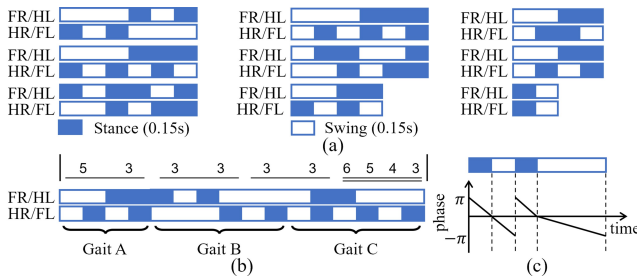 FR/HL FR/HL FR/HL
HR/FL HR/FL HR/FL
FR/HL FR/HL FR/HL
HR/FL HR/FL HR/FL
FR/HL FR/HL FR/HL
HR/FL HR/FL HR/FL
Stance (0.15s) Swing (0.15s)
(a)
5 3 3 3 3 3 6 5 4 3
FR/HL
HR/FL
Gait A Gait B Gait C
(b)
phase
π
-π
time
(c)